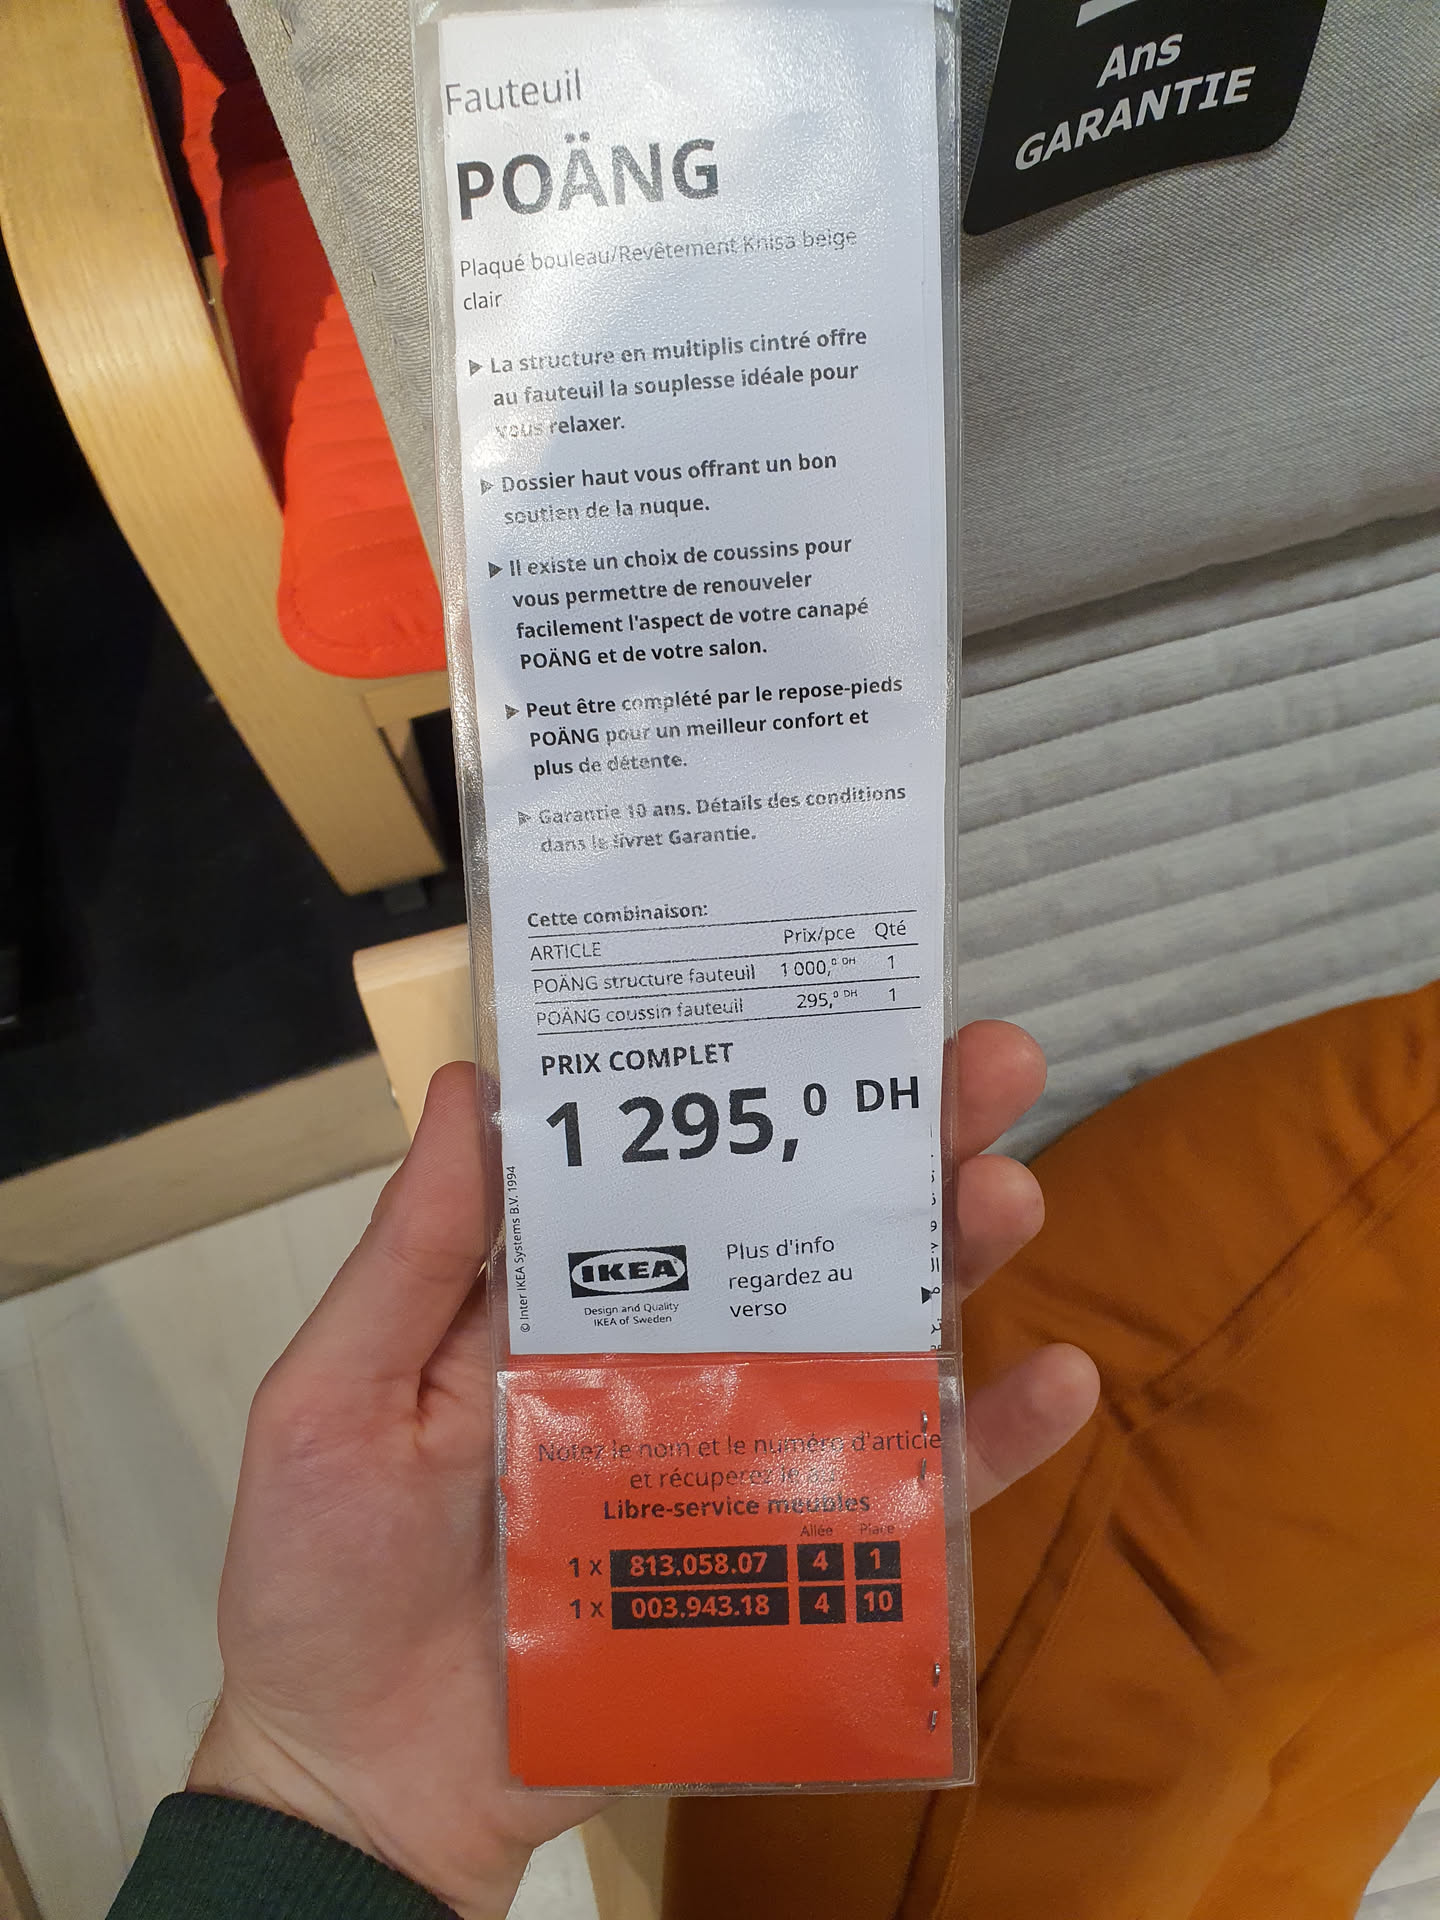 Ans
GARANTIE
Fauteuil
POÄNG
Plaqué bouleau/Revêtement Knisa beige
clair
▶ La structure en multiplis cintré offre
au fauteuil la souplesse idéale pour
vous relaxer.
▶ Dossier haut vous offrant un bon
soutien de la nuque.
▶ Il existe un choix de coussins pour
vous permettre de renouveler
facilement l'aspect de votre canapé
POÄNG et de votre salon.
▶ Peut être complété par le repose-pieds
POÄNG pour un meilleur confort et
plus de détente.
▶ Garantie 10 ans. Détails des conditions
dans le livret Garantie.
Cette combinaison:
ARTICLE Prix/pce Qté
POÄNG structure fauteuil 1 000,0 DH 1
POÄNG coussin fauteuil 295,0 DH 1
PRIX COMPLET
1 295,0 DH
© Inter IKEA Systems B.V. 1994
IKEA
Design and Quality
IKEA of Sweden
Plus d'info
regardez au
verso
Notez le nom et le numéro d'article
et récuperez le
Libre-service meubles
Allée Place
1 x 813.058.07 4 1
1 x 003.943.18 4 10